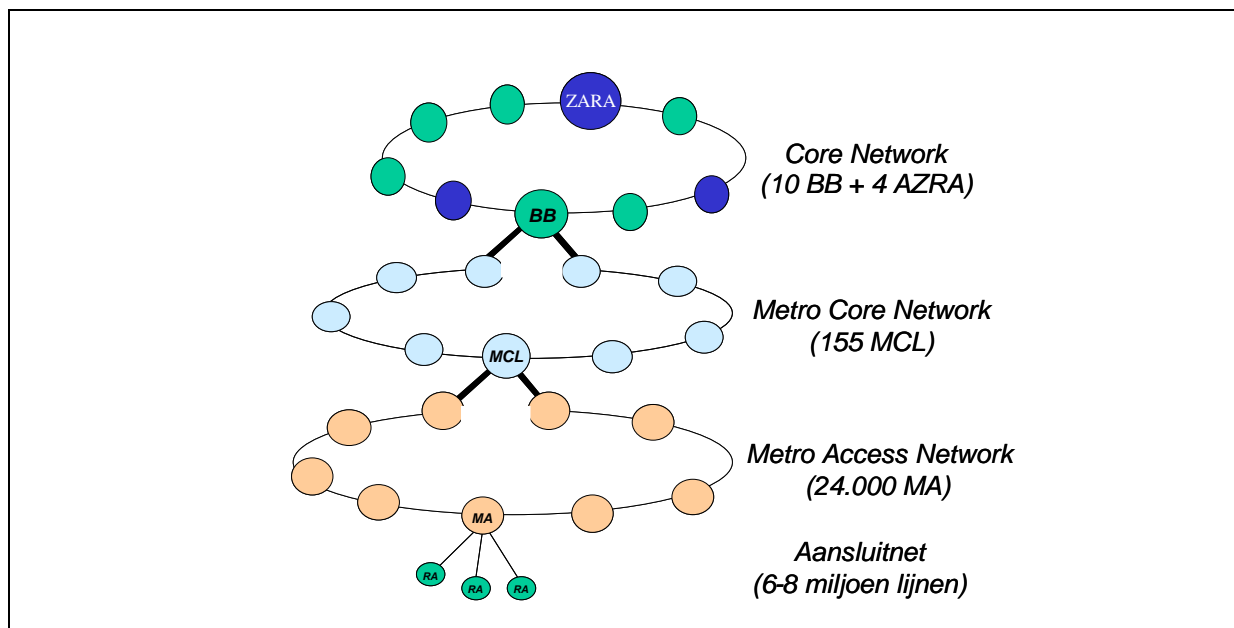 ZARA
Core Network
(10 BB + 4 AZRA)
BB
Metro Core Network
(155 MCL)
MCL
Metro Access Network
(24.000 MA)
MA
Aansluitnet
(6-8 miljoen lijnen)
RA
RA
RA